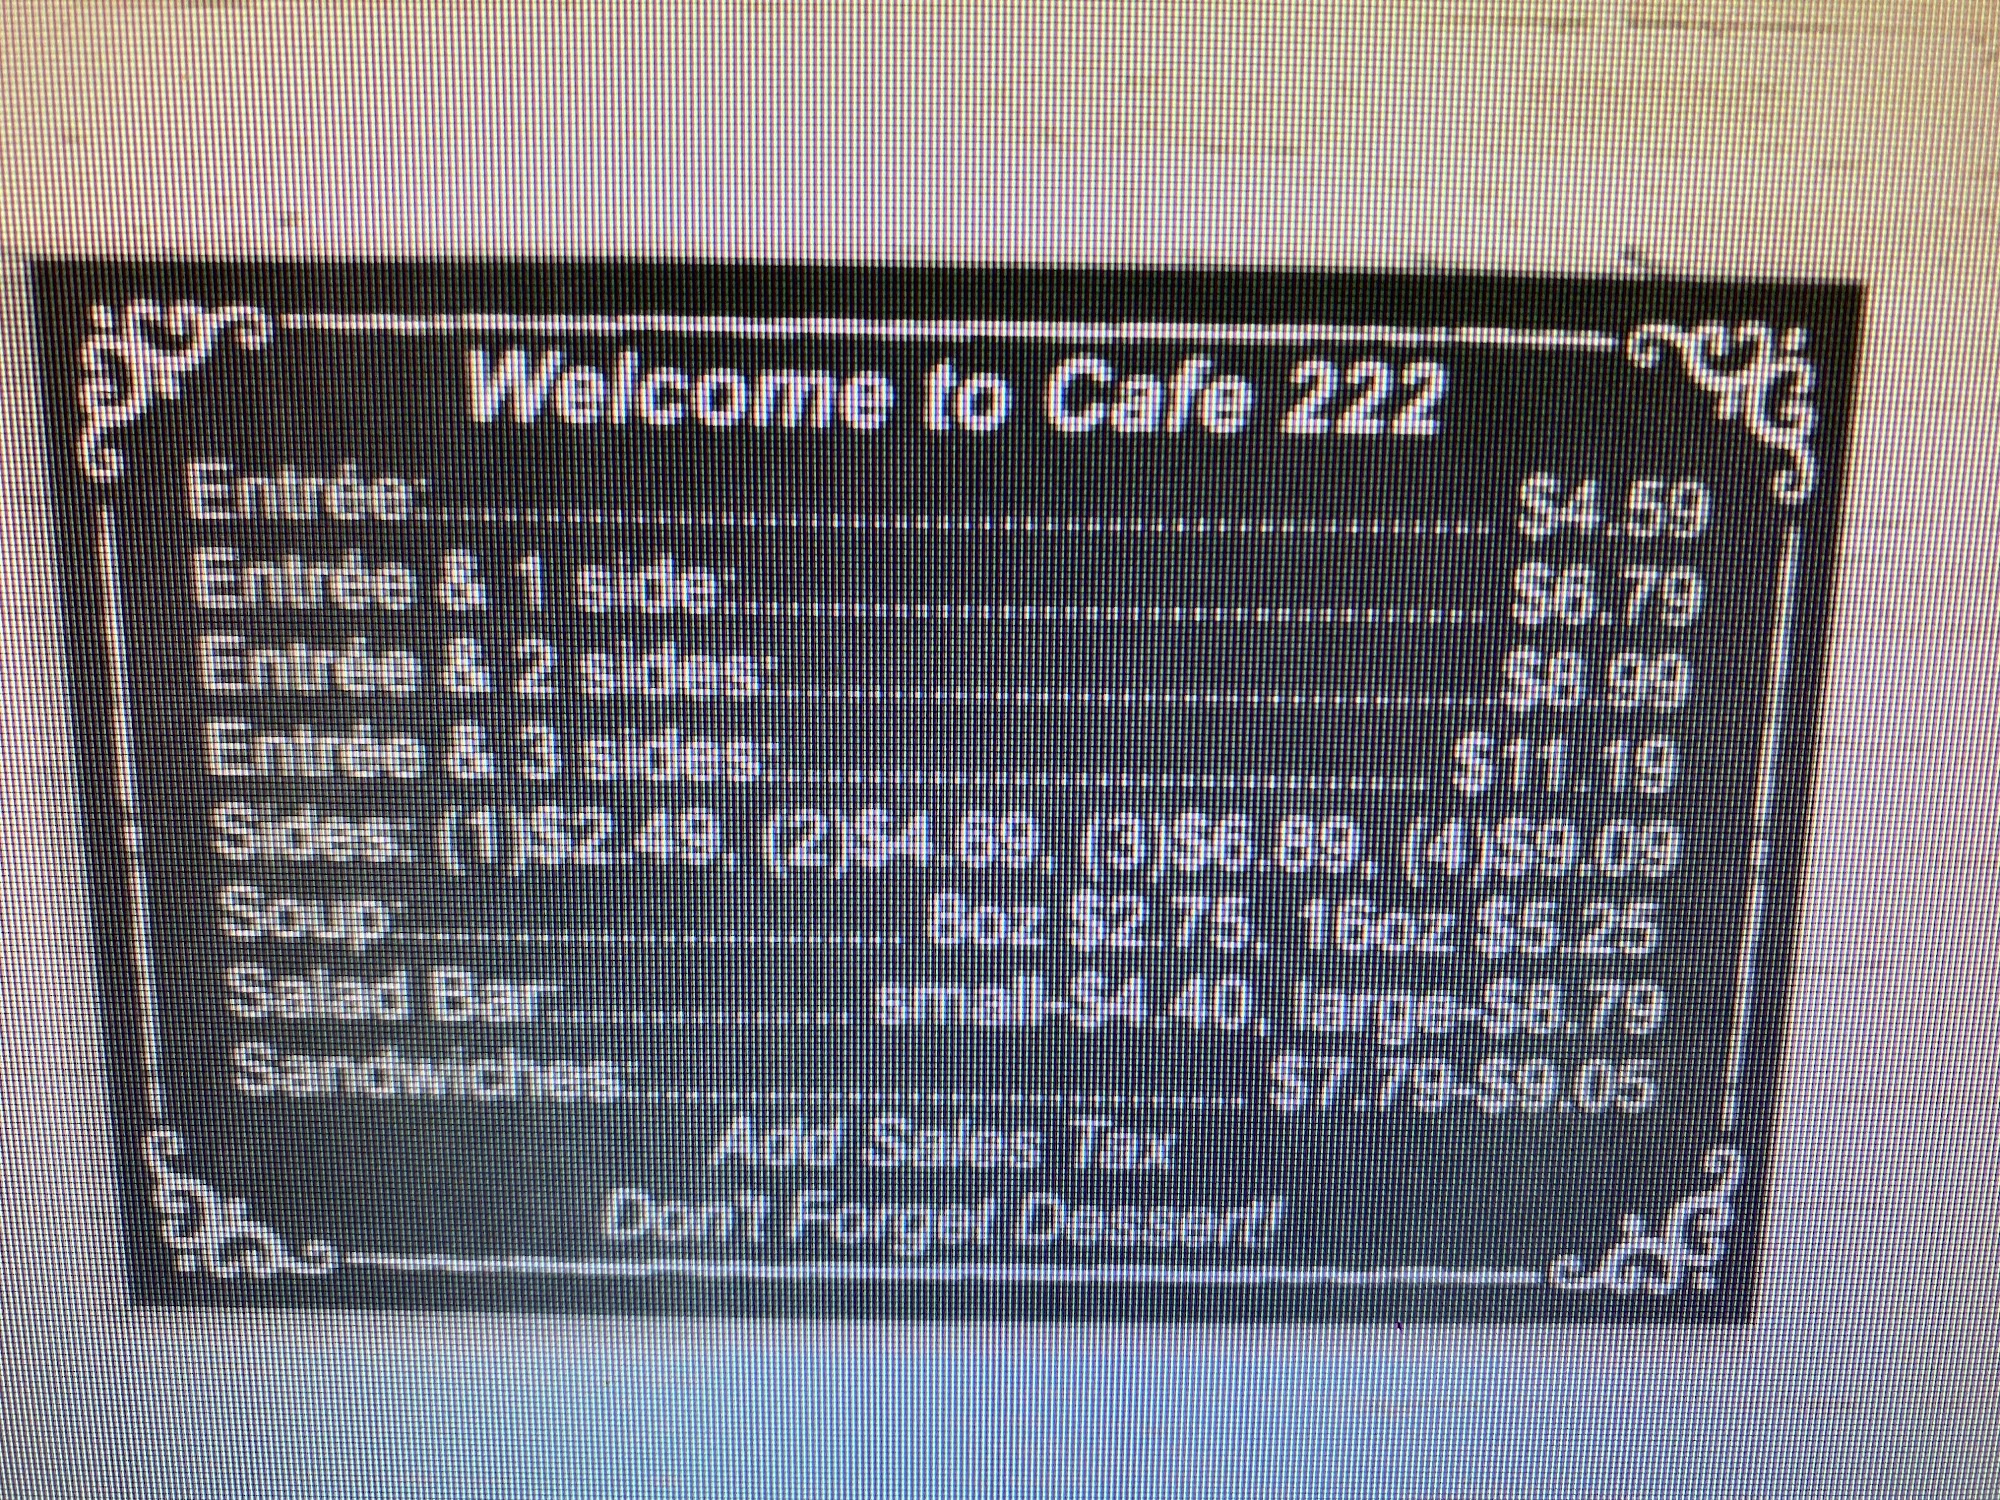 Welcome to Cafe 222
Entrée: $4.59
Entrée & 1 side: $6.79
Entrée & 2 sides: $8.99
Entrée & 3 sides: $11.19
Sides: (1)$2.49, (2)$4.69, (3)$6.89, (4)$9.09
Soup: 8oz $2.75, 16oz $5.25
Salad Bar: small-$4.40, large-$8.79
Sandwiches: $7.79-$9.05
Add Sales Tax
Don't Forget Dessert!